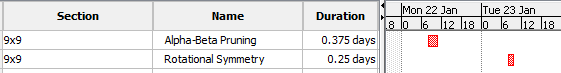 Section Name Duration Mon 22 Jan Tue 23 Jan
8 0 6 12 18 0 6 12 18
9x9 Alpha-Beta Pruning 0.375 days
9x9 Rotational Symmetry 0.25 days